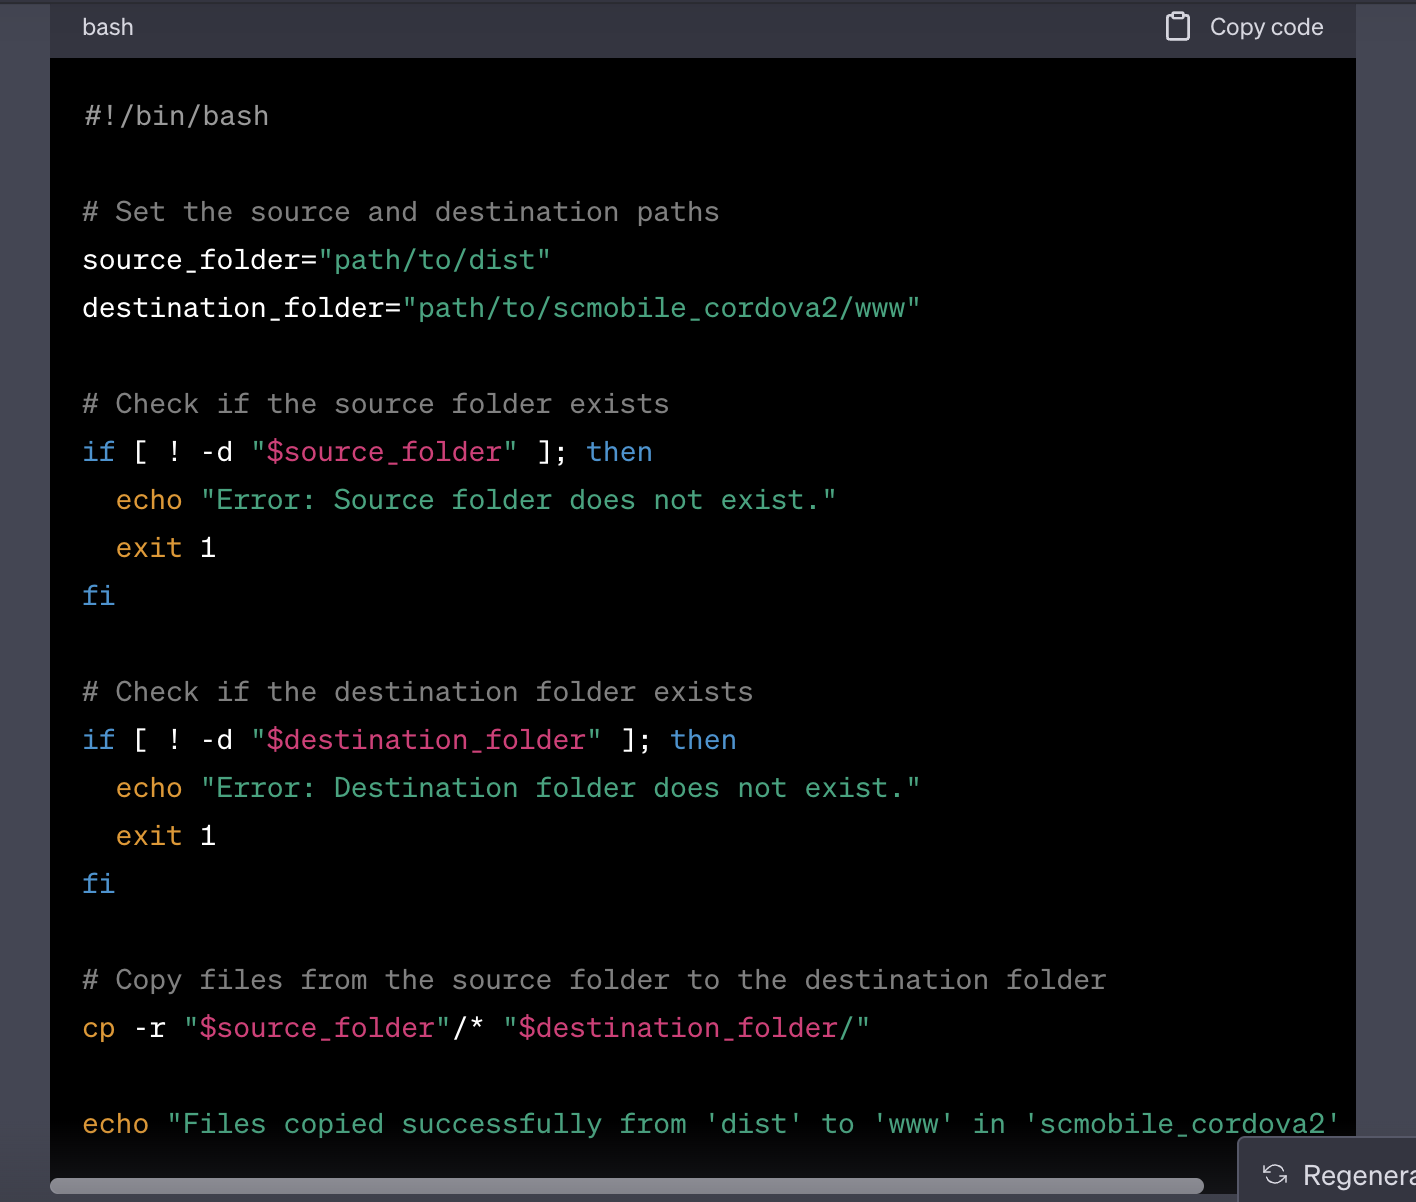 bash
Copy code
#!/bin/bash
# Set the source and destination paths
source_folder="path/to/dist"
destination_folder="path/to/scmobile_cordova2/www"
# Check if the source folder exists
if [ ! -d "$source_folder" ]; then
  echo "Error: Source folder does not exist."
  exit 1
fi
# Check if the destination folder exists
if [ ! -d "$destination_folder" ]; then
  echo "Error: Destination folder does not exist."
  exit 1
fi
# Copy files from the source folder to the destination folder
cp -r "$source_folder"/* "$destination_folder/"
echo "Files copied successfully from 'dist' to 'www' in 'scmobile_cordova2'